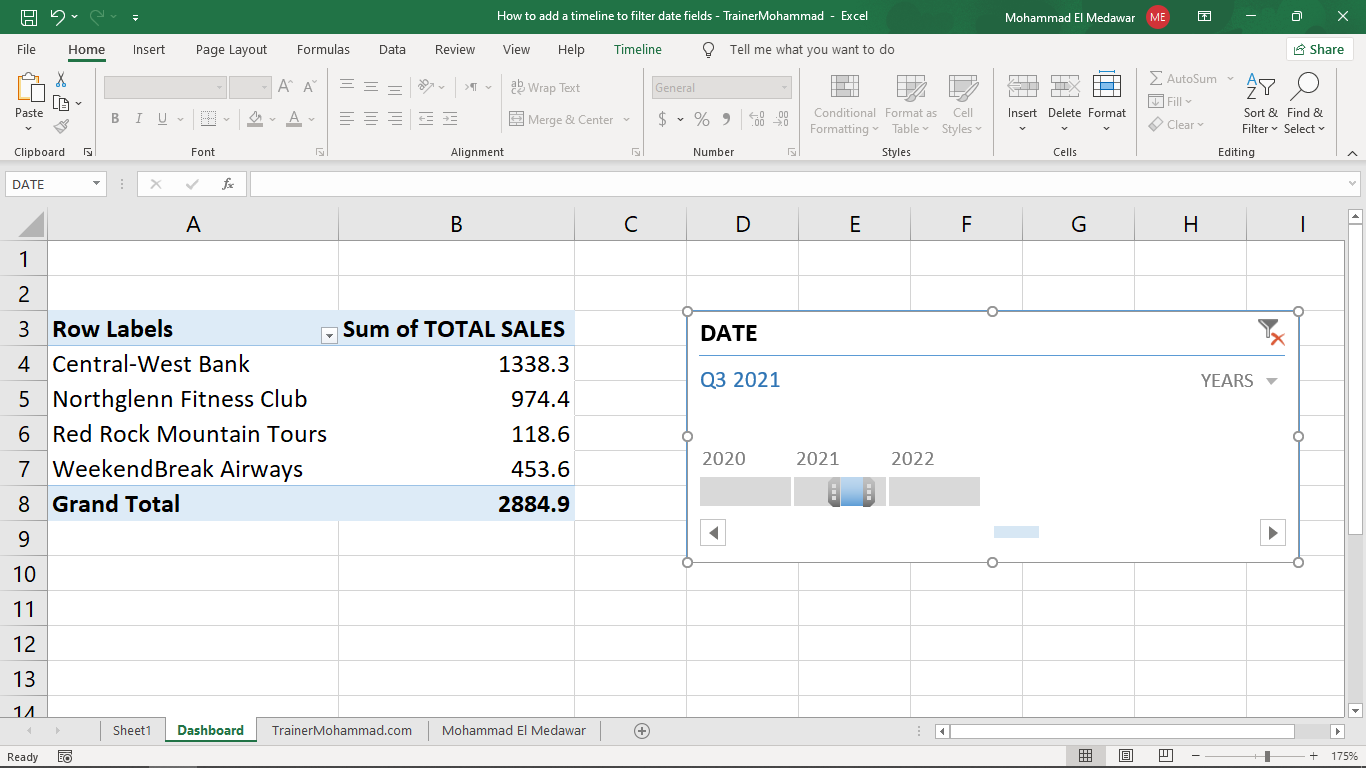 How to add a timeline to filter date fields - TrainerMohammad - Excel
Mohammad El Medawar ME
File Home Insert Page Layout Formulas Data Review View Help Timeline Tell me what you want to do Share
Paste
Clipboard
B I U A
A A
Font
ab Wrap Text
Merge & Center
Alignment
General
$ % 9
Number
Conditional Formatting
Format as Table
Cell Styles
Styles
Insert Delete Format
Cells
AutoSum
Fill
Clear
Sort & Filter
Find & Select
Editing
DATE fx
A B C D E F G H I
1
2
3 Row Labels Sum of TOTAL SALES
4 Central-West Bank 1338.3
5 Northglenn Fitness Club 974.4
6 Red Rock Mountain Tours 118.6
7 WeekendBreak Airways 453.6
8 Grand Total 2884.9
9
10
11
12
13
14
DATE
Q3 2021 YEARS
2020 2021 2022
Sheet1 Dashboard TrainerMohammad.com Mohammad El Medawar
Ready 175%